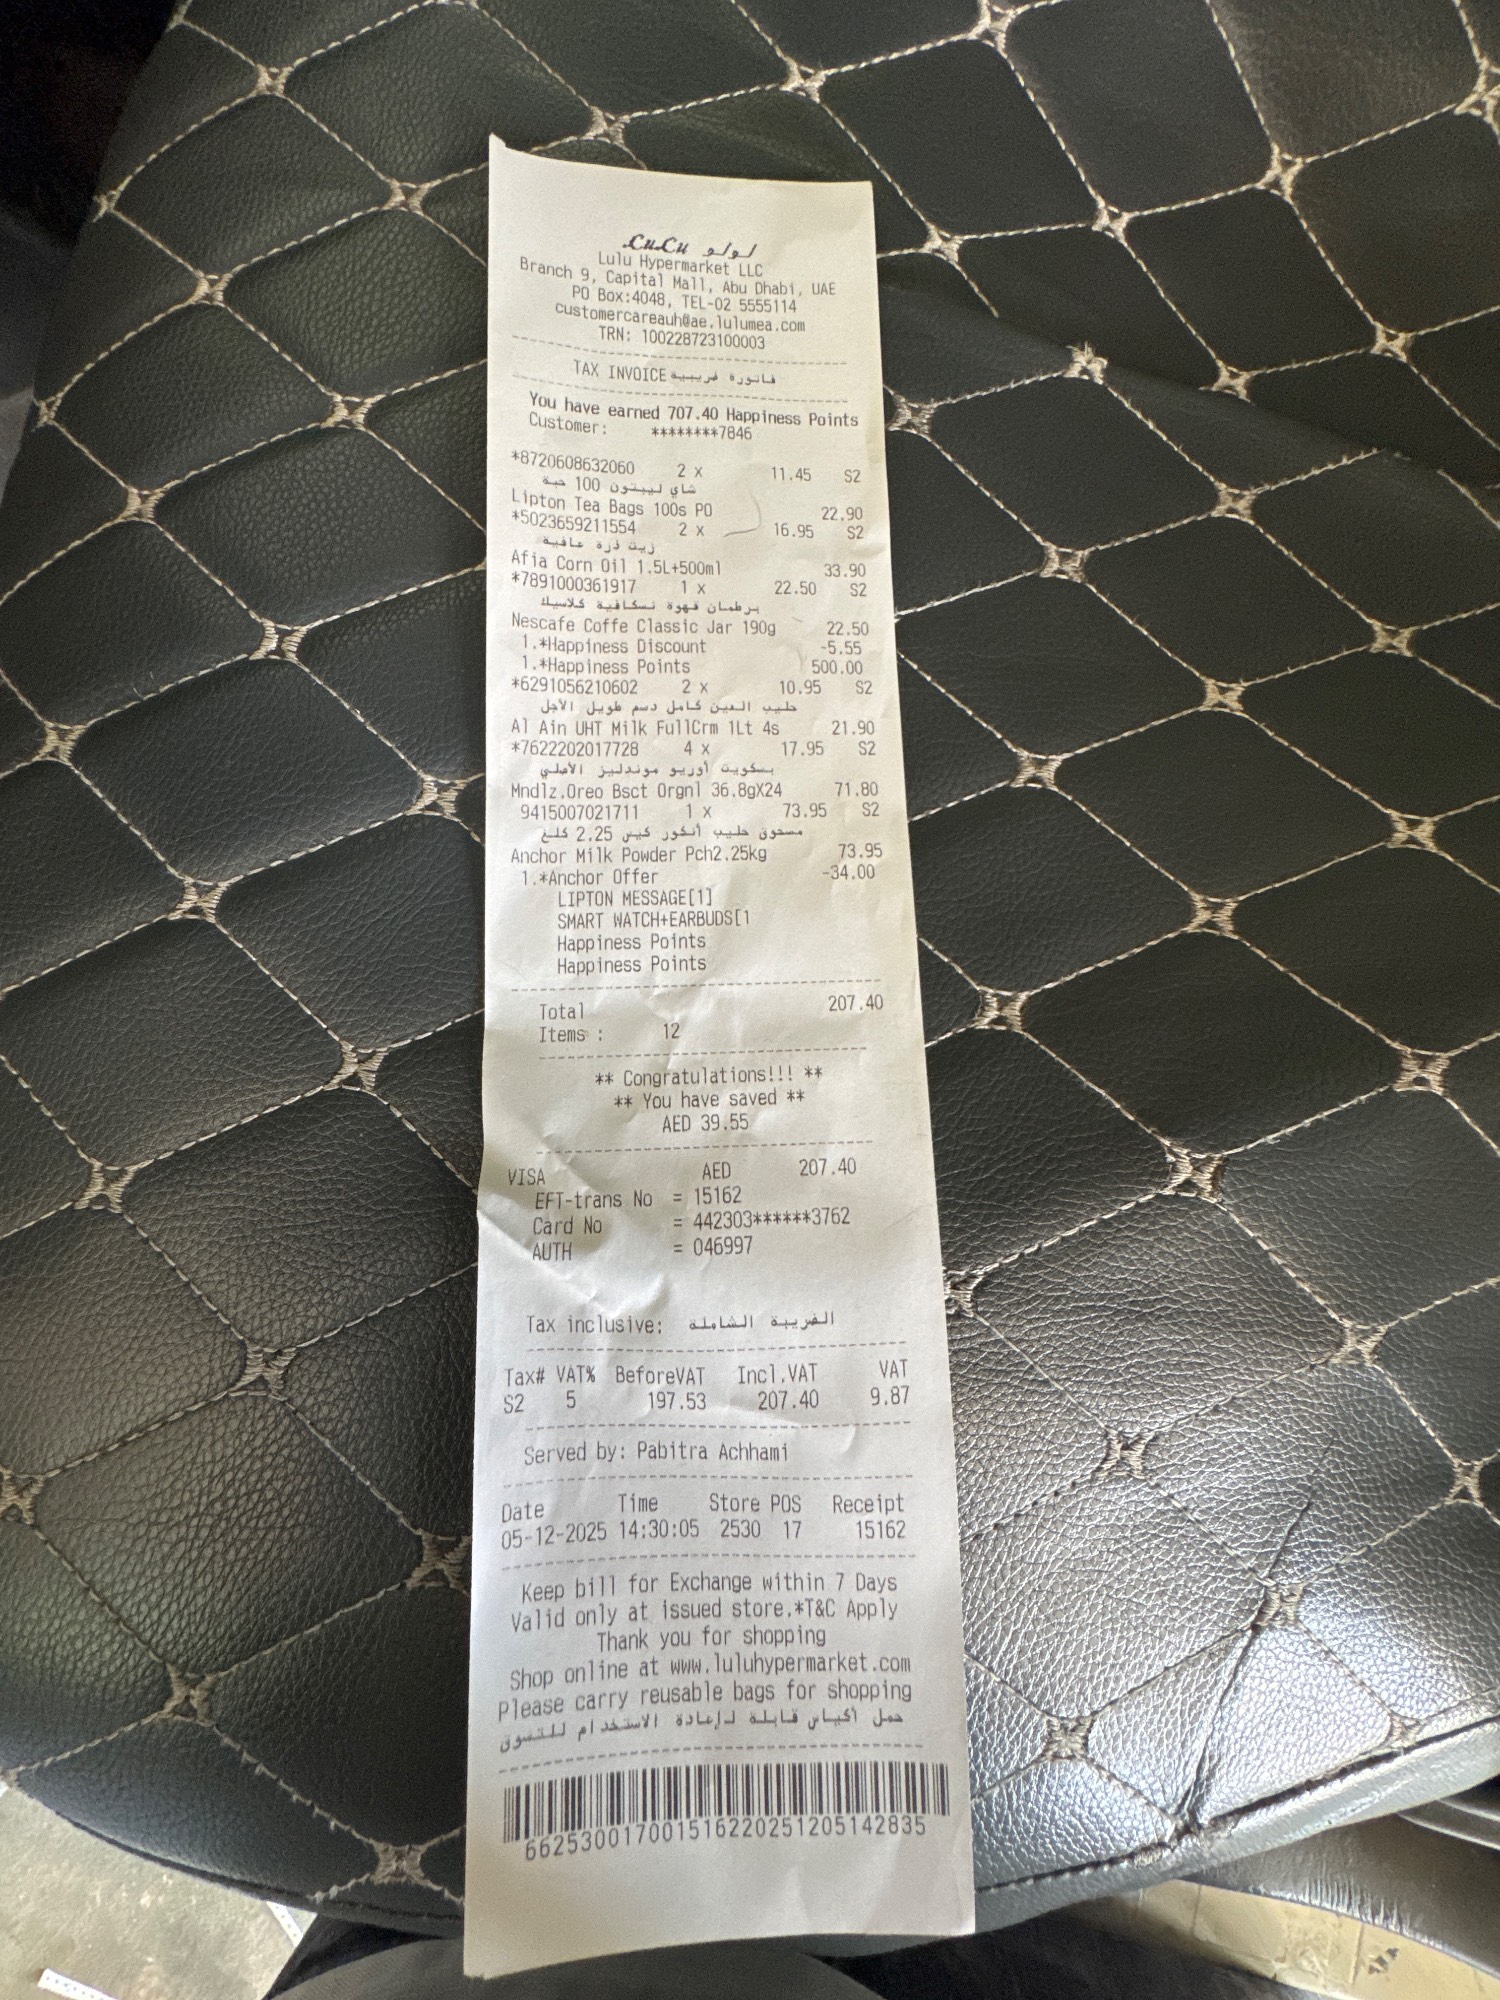 LuLu لولو
Lulu Hypermarket LLC
Branch 9, Capital Mall, Abu Dhabi, UAE
PO Box:4048, TEL-02 5555114
customercareauh@ae.lulumea.com
TRN: 100228723100003
TAX INVOICE فاتورة ضريبية
You have earned 707.40 Happiness Points
Customer: ********7846
*8720608632060 2 x 11.45 S2
شاي ليبتون 100 حبة
Lipton Tea Bags 100s PO 22.90
*5023659211554 2 x 16.95 S2
زيت ذرة عافية
Afia Corn Oil 1.5L+500ml 33.90
*7891000361917 1 x 22.50 S2
برطمان قهوة نسكافية كلاسيك
Nescafe Coffe Classic Jar 190g 22.50
1.*Happiness Discount -5.55
1.*Happiness Points 500.00
*6291056210602 2 x 10.95 S2
حليب العين كامل دسم طويل الأجل
Al Ain UHT Milk FullCrm 1Lt 4s 21.90
*7622202017728 4 x 17.95 S2
بسكويت أوريو موندليز الأصلي
Mndlz.Oreo Bsct Orgnl 36.8gX24 71.80
9415007021711 1 x 73.95 S2
مسحوق حليب أنكور كيس 2.25 كلغ
Anchor Milk Powder Pch2.25kg 73.95
1.*Anchor Offer -34.00
LIPTON MESSAGE[1]
SMART WATCH+EARBUDS[1
Happiness Points
Happiness Points
Total 207.40
Items : 12
** Congratulations!!! **
** You have saved **
AED 39.55
VISA AED 207.40
EFT-trans No = 15162
Card No = 442303******3762
AUTH = 046997
Tax inclusive: الضريبة الشاملة
Tax# VAT% BeforeVAT Incl.VAT VAT
S2 5 197.53 207.40 9.87
Served by: Pabitra Achhami
Date Time Store POS Receipt
05-12-2025 14:30:05 2530 17 15162
Keep bill for Exchange within 7 Days
Valid only at issued store.*T&C Apply
Thank you for shopping
Shop online at www.luluhypermarket.com
Please carry reusable bags for shopping
حمل أكياس قابلة لإعادة الاستخدام للتسوق
662530017001516220251205142835